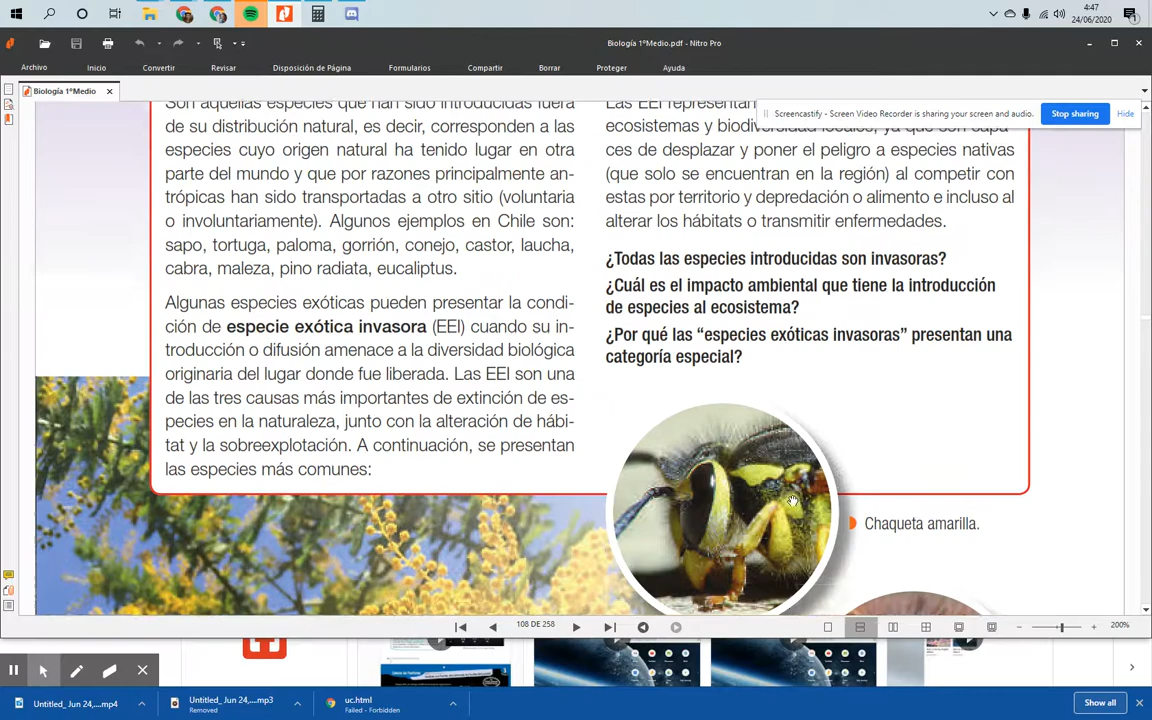 4:47
24/06/2020
Biología 1°Medio.pdf - Nitro Pro
Archivo
Inicio
Convertir
Revisar
Disposición de Página
Formularios
Compartir
Borrar
Proteger
Ayuda
Biología 1°Medio
Screencastify - Screen Video Recorder is sharing your screen and audio.
Stop sharing
Hide
Son aquellas especies que han sido introducidas fuera
de su distribución natural, es decir, corresponden a las
especies cuyo origen natural ha tenido lugar en otra
parte del mundo y que por razones principalmente an-
trópicas han sido transportadas a otro sitio (voluntaria
o involuntariamente). Algunos ejemplos en Chile son:
sapo, tortuga, paloma, gorrión, conejo, castor, laucha,
cabra, maleza, pino radiata, eucaliptus.
Algunas especies exóticas pueden presentar la condi-
ción de especie exótica invasora (EEI) cuando su in-
troducción o difusión amenace a la diversidad biológica
originaria del lugar donde fue liberada. Las EEI son una
de las tres causas más importantes de extinción de es-
pecies en la naturaleza, junto con la alteración de hábi-
tat y la sobreexplotación. A continuación, se presentan
las especies más comunes:
Las EEI representan
ecosistemas y biodiversidad locales, ya que son capa-
ces de desplazar y poner el peligro a especies nativas
(que solo se encuentran en la región) al competir con
estas por territorio y depredación o alimento e incluso al
alterar los hábitats o transmitir enfermedades.
¿Todas las especies introducidas son invasoras?
¿Cuál es el impacto ambiental que tiene la introducción
de especies al ecosistema?
¿Por qué las “especies exóticas invasoras” presentan una
categoría especial?
Chaqueta amarilla.
108 DE 258
200%
Untitled_ Jun 24,....mp4
Untitled_ Jun 24,....mp3
Removed
uc.html
Failed - Forbidden
Show all